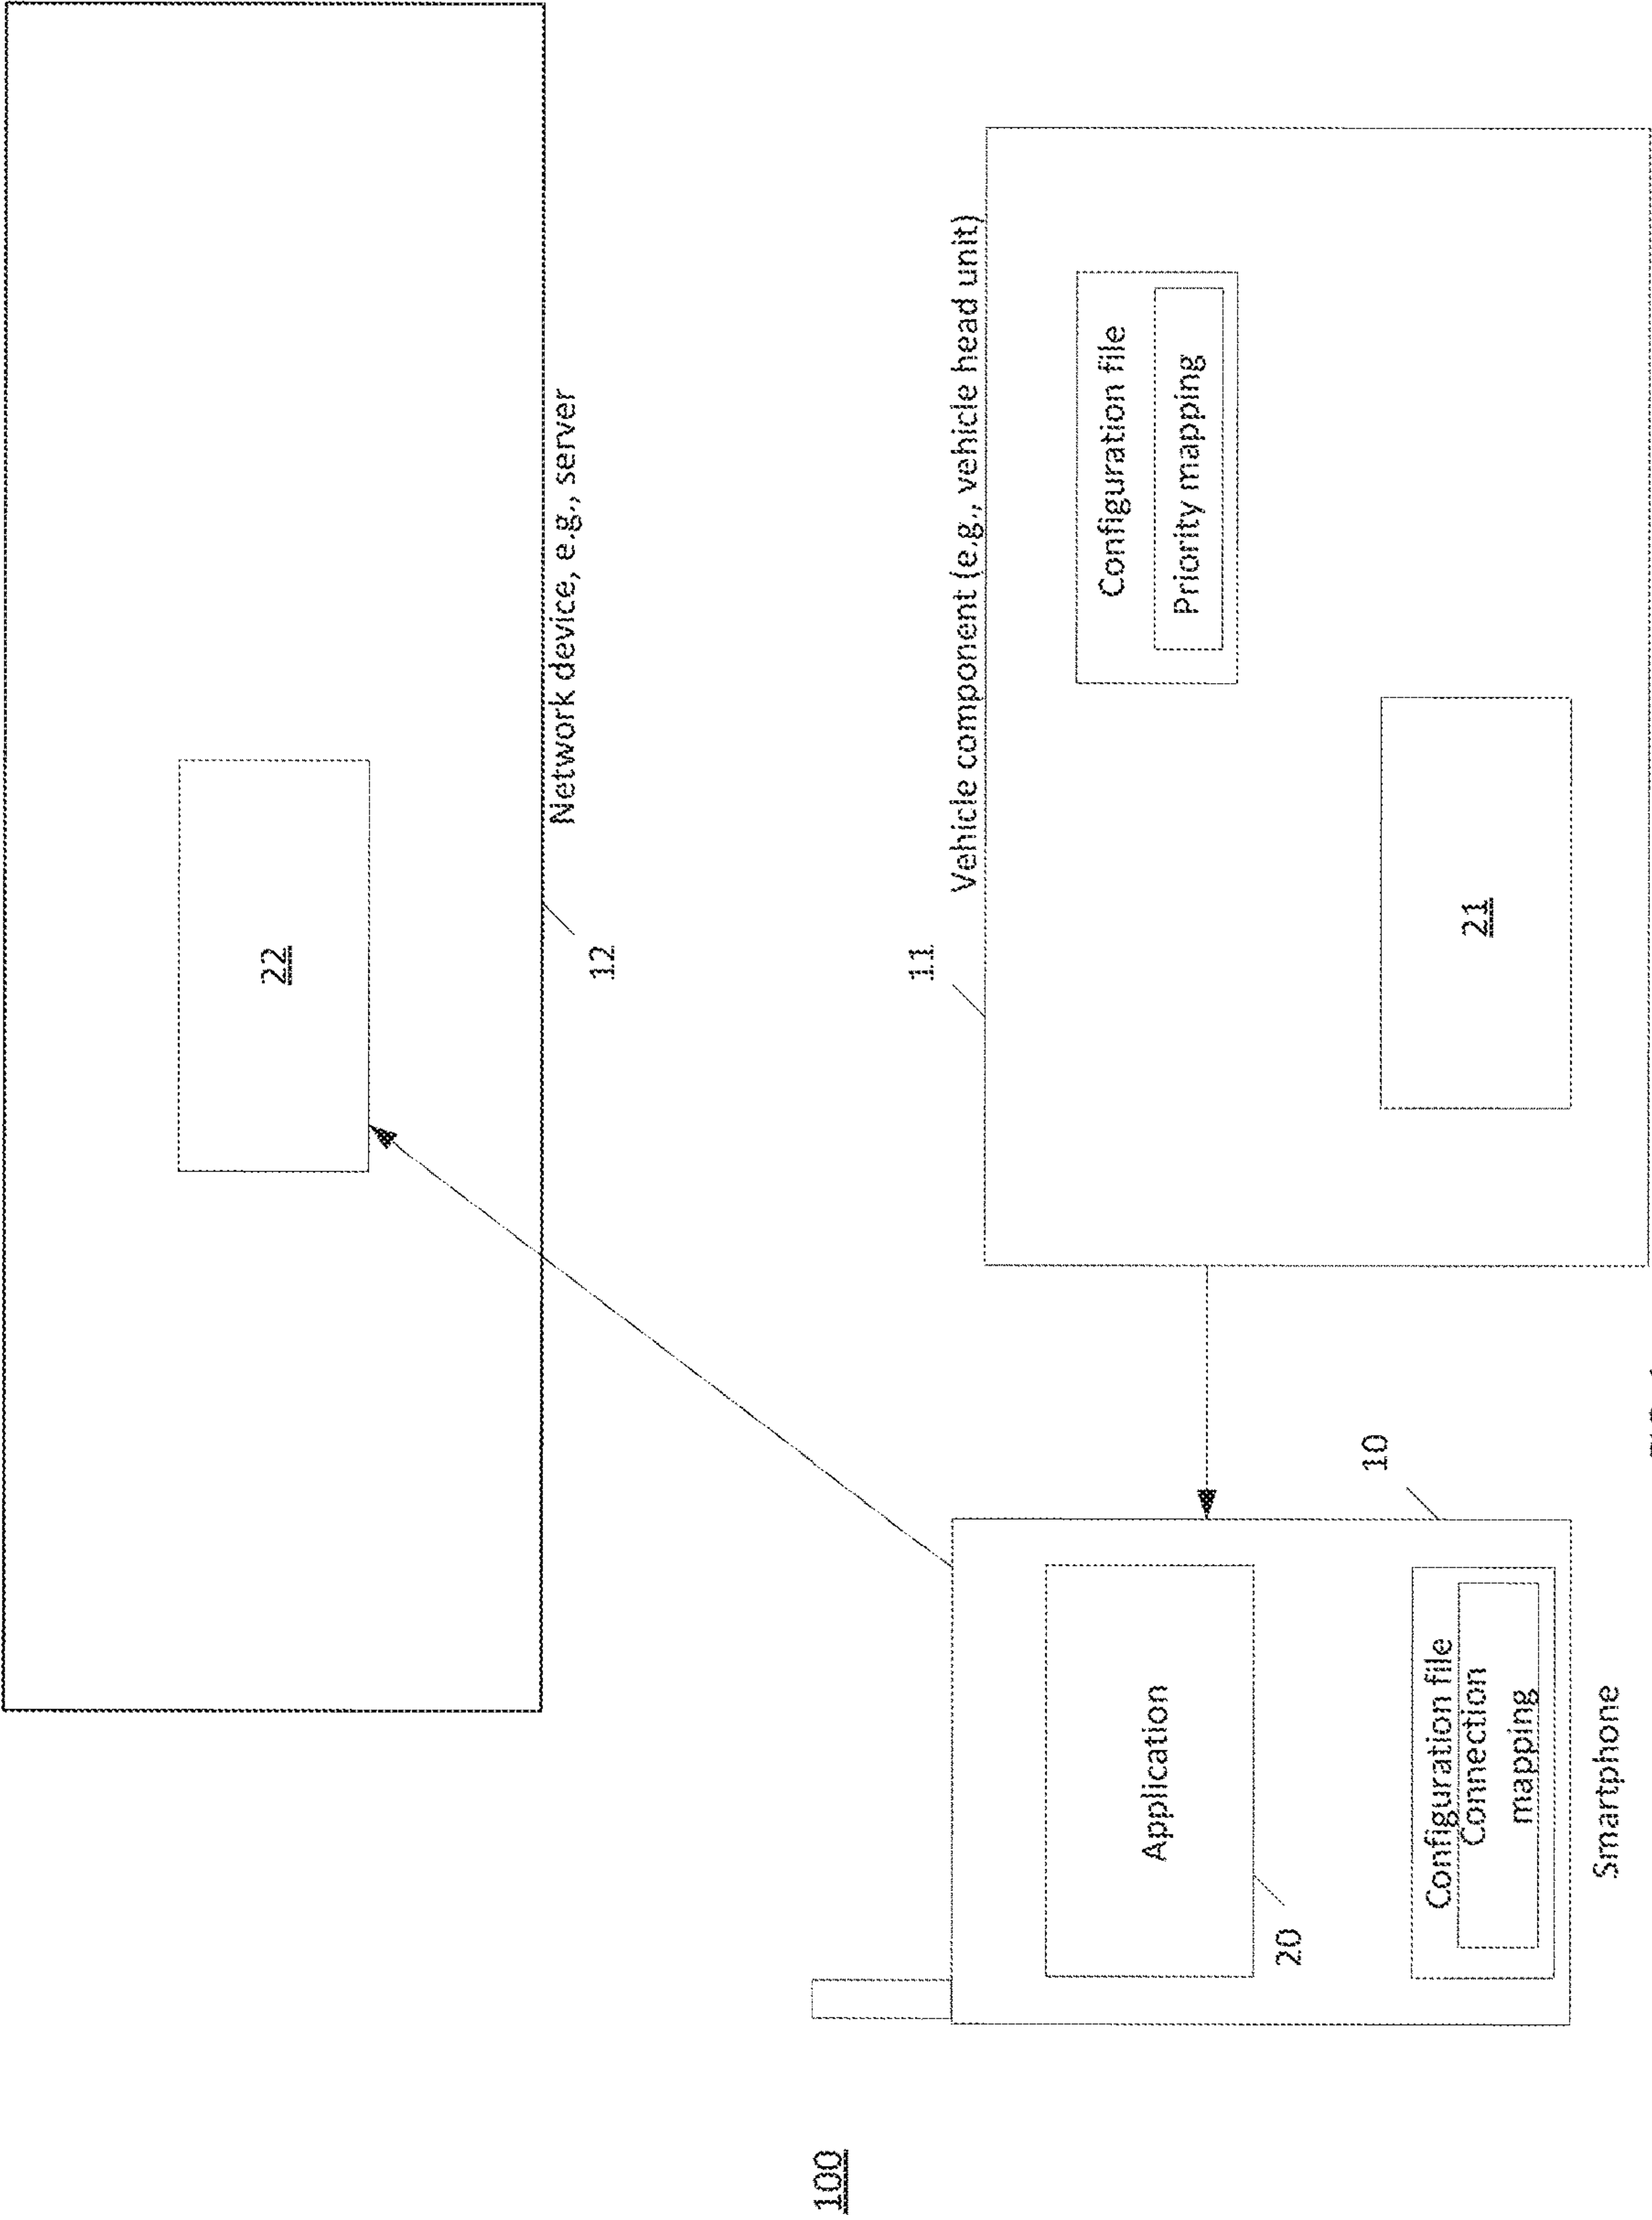 100
22
Network device, e.g., server
12
11
Vehicle component (e.g., vehicle head unit)
Configuration file
Priority mapping
21
Application
20
10
Configuration file
Connection
mapping
Smartphone